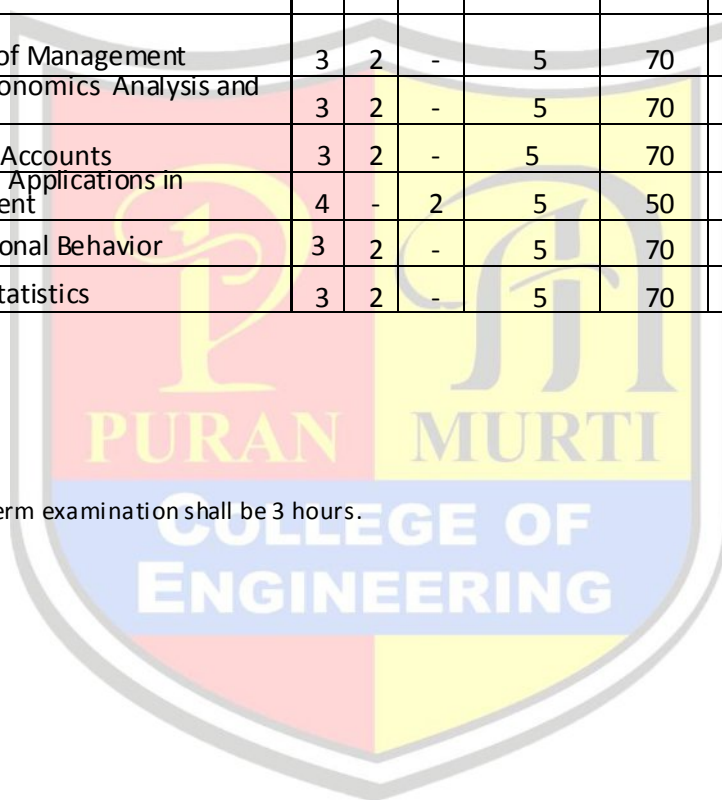 of Management 3 2 - 5 70
onomics Analysis and
3 2 - 5 70
Accounts 3 2 - 5 70
Applications in
ent 4 - 2 5 50
onal Behavior 3 2 - 5 70
tatistics 3 2 - 5 70
PURAN MURTI
erm examination shall be 3 hours.
COLLEGE OF
ENGINEERING